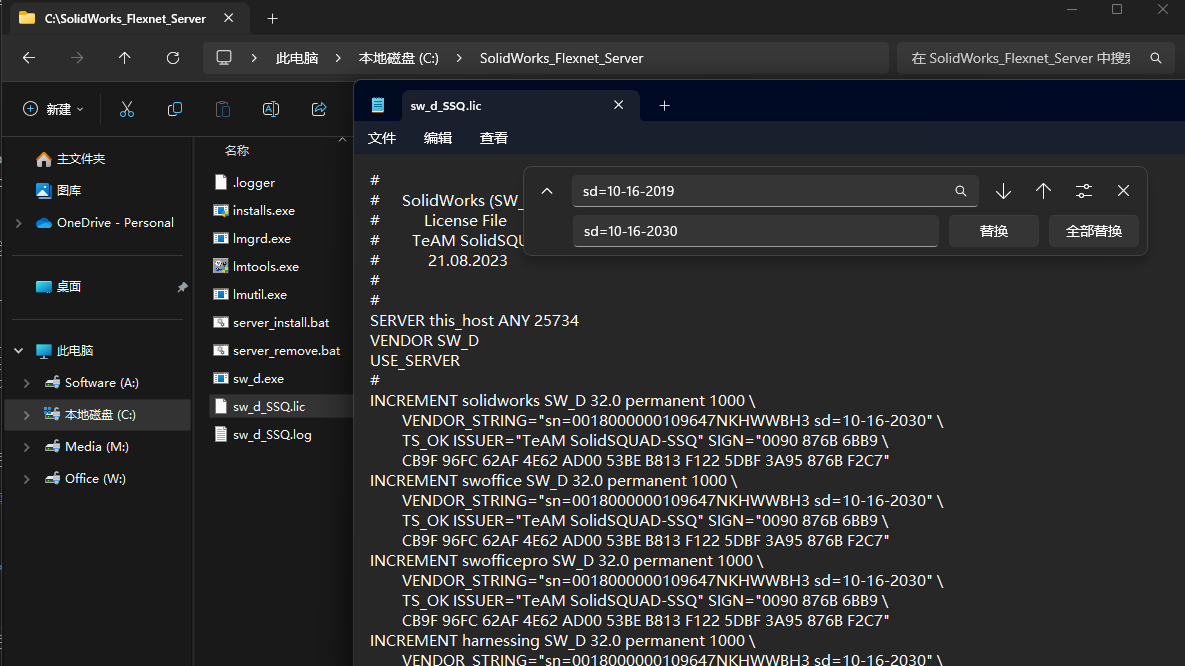 C:\SolidWorks_Flexnet_Server
此电脑
本地磁盘 (C:)
SolidWorks_Flexnet_Server
在 SolidWorks_Flexnet_Server 中搜索
新建
主文件夹
图库
OneDrive - Personal
桌面
此电脑
Software (A:)
本地磁盘 (C:)
Media (M:)
Office (W:)
名称
.logger
installs.exe
lmgrd.exe
lmtools.exe
lmutil.exe
server_install.bat
server_remove.bat
sw_d.exe
sw_d_SSQ.lic
sw_d_SSQ.log
sw_d_SSQ.lic
文件 编辑 查看
sd=10-16-2019
sd=10-16-2030
替换
全部替换
#
# SolidWorks (SW_
# License File
# TeAM SolidSQU
# 21.08.2023
#
#
SERVER this_host ANY 25734
VENDOR SW_D
USE_SERVER
#
INCREMENT solidworks SW_D 32.0 permanent 1000 \
VENDOR_STRING="sn=0018000000109647NKHWWBH3 sd=10-16-2030" \
TS_OK ISSUER="TeAM SolidSQUAD-SSQ" SIGN="0090 876B 6BB9 \
CB9F 96FC 62AF 4E62 AD00 53BE B813 F122 5DBF 3A95 876B F2C7"
INCREMENT swoffice SW_D 32.0 permanent 1000 \
VENDOR_STRING="sn=0018000000109647NKHWWBH3 sd=10-16-2030" \
TS_OK ISSUER="TeAM SolidSQUAD-SSQ" SIGN="0090 876B 6BB9 \
CB9F 96FC 62AF 4E62 AD00 53BE B813 F122 5DBF 3A95 876B F2C7"
INCREMENT swofficepro SW_D 32.0 permanent 1000 \
VENDOR_STRING="sn=0018000000109647NKHWWBH3 sd=10-16-2030" \
TS_OK ISSUER="TeAM SolidSQUAD-SSQ" SIGN="0090 876B 6BB9 \
CB9F 96FC 62AF 4E62 AD00 53BE B813 F122 5DBF 3A95 876B F2C7"
INCREMENT harnessing SW_D 32.0 permanent 1000 \
VENDOR_STRING="sn=0018000000109647NKHWWBH3 sd=10-16-2030" \